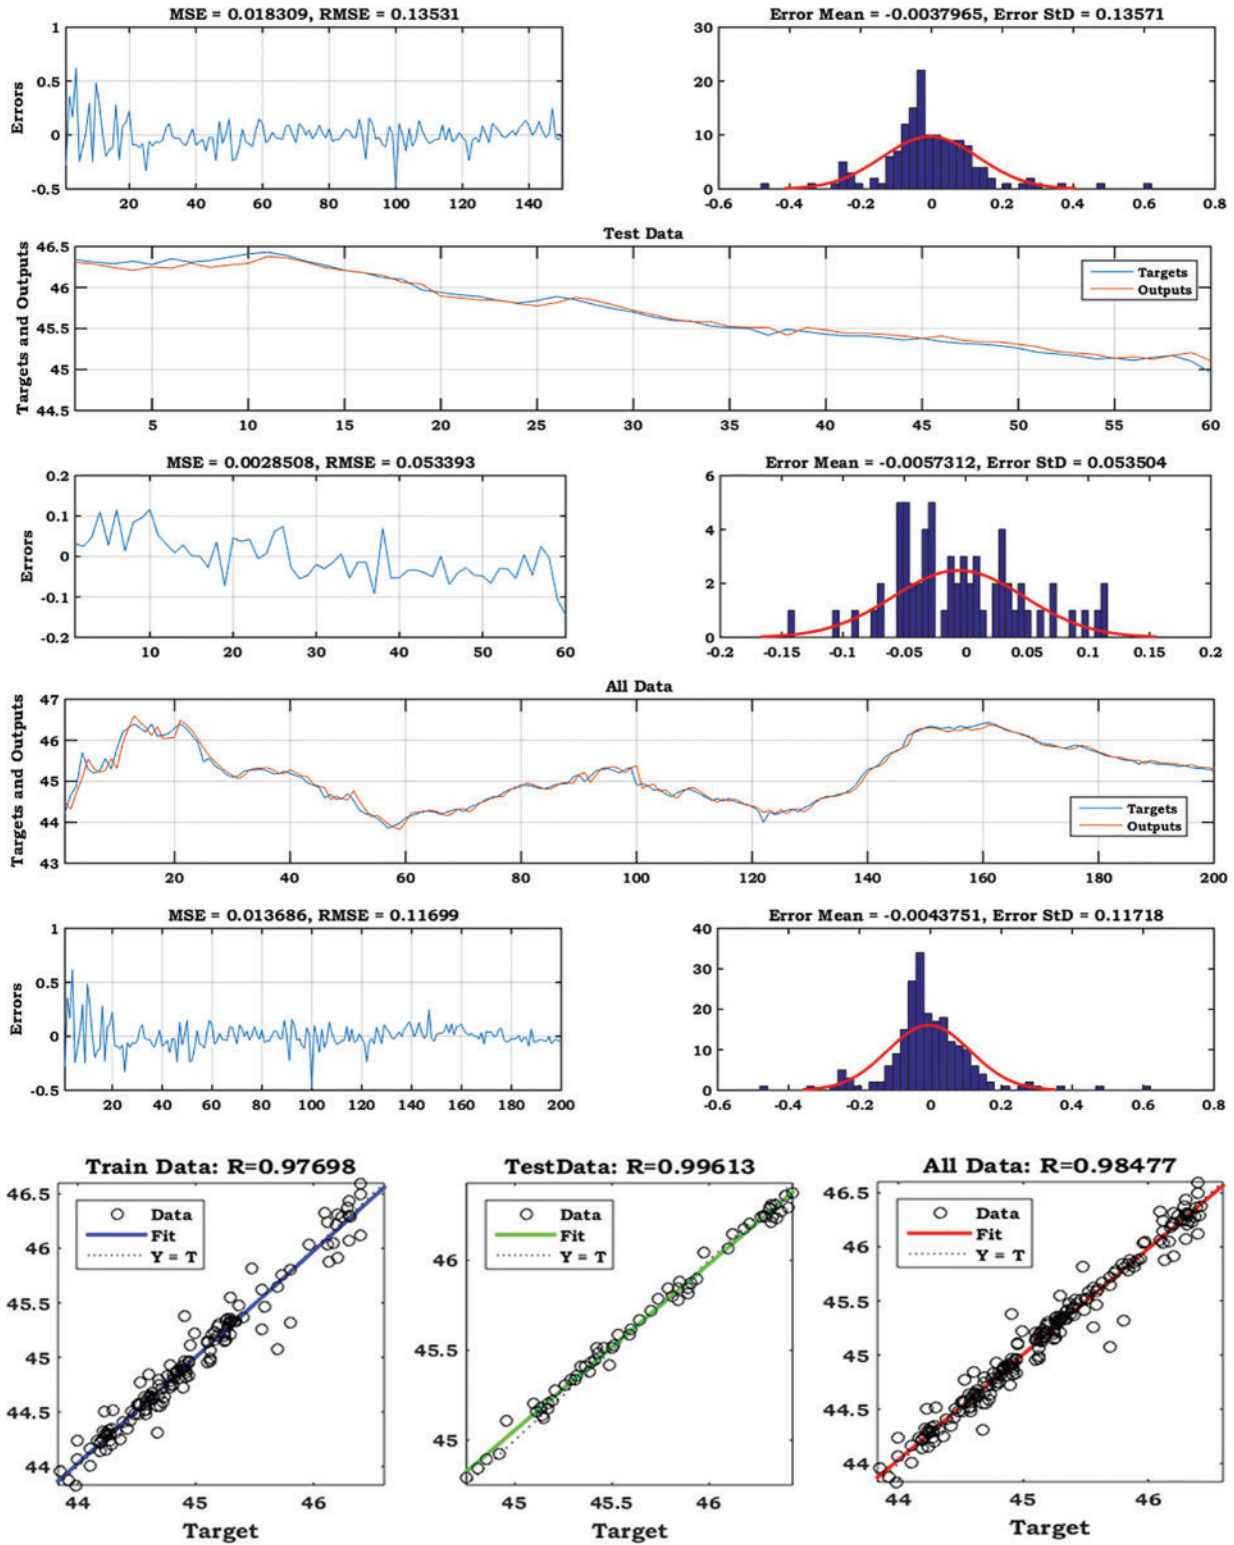 MSE = 0.018309, RMSE = 0.13531
Error Mean = -0.0037965, Error StD = 0.13571
Errors
1
0.5
0
-0.5
20 40 60 80 100 120 140
30
20
10
0
-0.6 -0.4 -0.2 0 0.2 0.4 0.6 0.8
Test Data
Targets and Outputs
46.5
46
45.5
45
44.5
5 10 15 20 25 30 35 40 45 50 55 60
Targets
Outputs
MSE = 0.0028508, RMSE = 0.053393
Error Mean = -0.0057312, Error StD = 0.053504
Errors
0.2
0.1
0
-0.1
-0.2
10 20 30 40 50 60
6
4
2
0
-0.2 -0.15 -0.1 -0.05 0 0.05 0.1 0.15 0.2
All Data
Targets and Outputs
47
46
45
44
43
20 40 60 80 100 120 140 160 180 200
Targets
Outputs
MSE = 0.013686, RMSE = 0.11699
Error Mean = -0.0043751, Error StD = 0.11718
Errors
1
0.5
0
-0.5
20 40 60 80 100 120 140 160 180 200
40
30
20
10
0
-0.6 -0.4 -0.2 0 0.2 0.4 0.6 0.8
Train Data: R=0.97698
46.5
46
45.5
45
44.5
44
Data
Fit
Y = T
44 45 46
Target
TestData: R=0.99613
46
45.5
45
Data
Fit
Y = T
45 45.5 46
Target
All Data: R=0.98477
46.5
46
45.5
45
44.5
44
Data
Fit
Y = T
44 45 46
Target